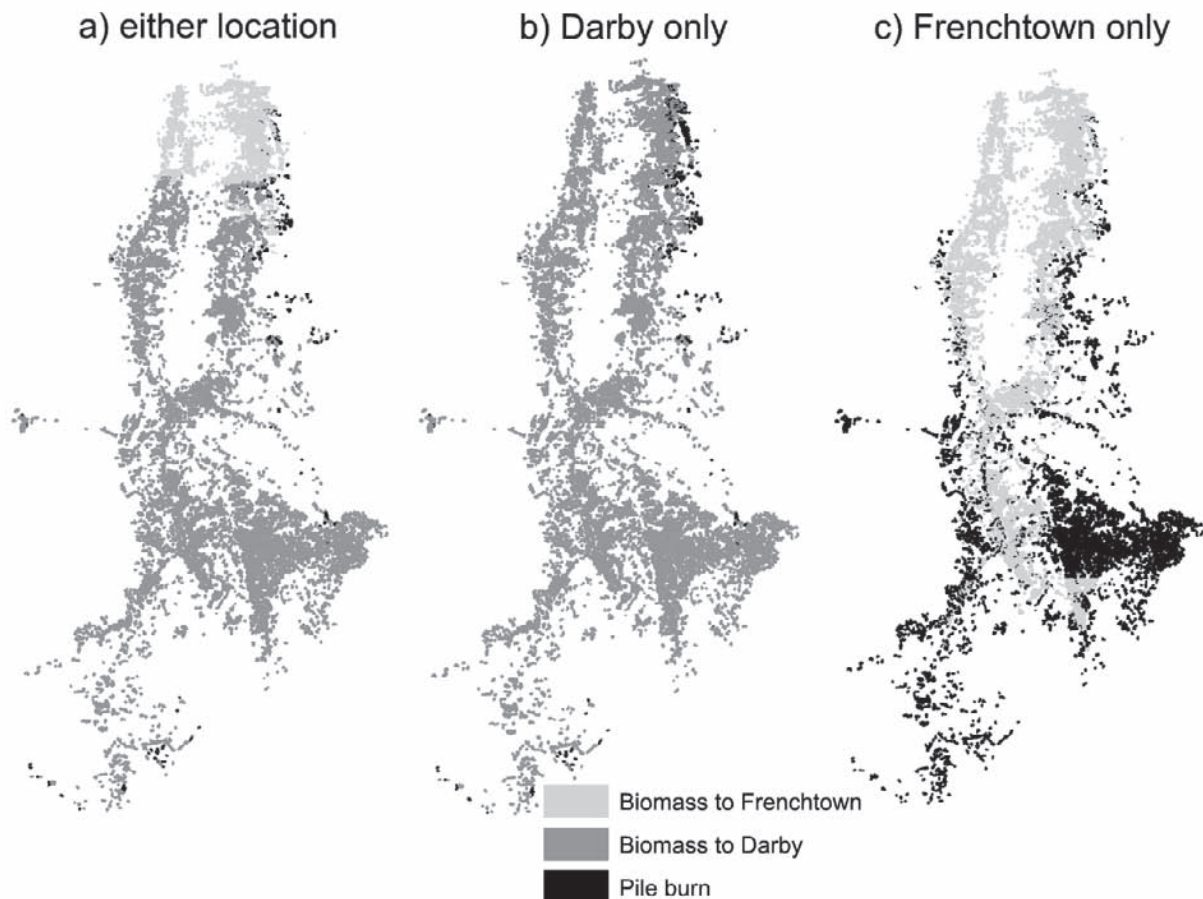 a) either location
b) Darby only
c) Frenchtown only
Biomass to Frenchtown
Biomass to Darby
Pile burn